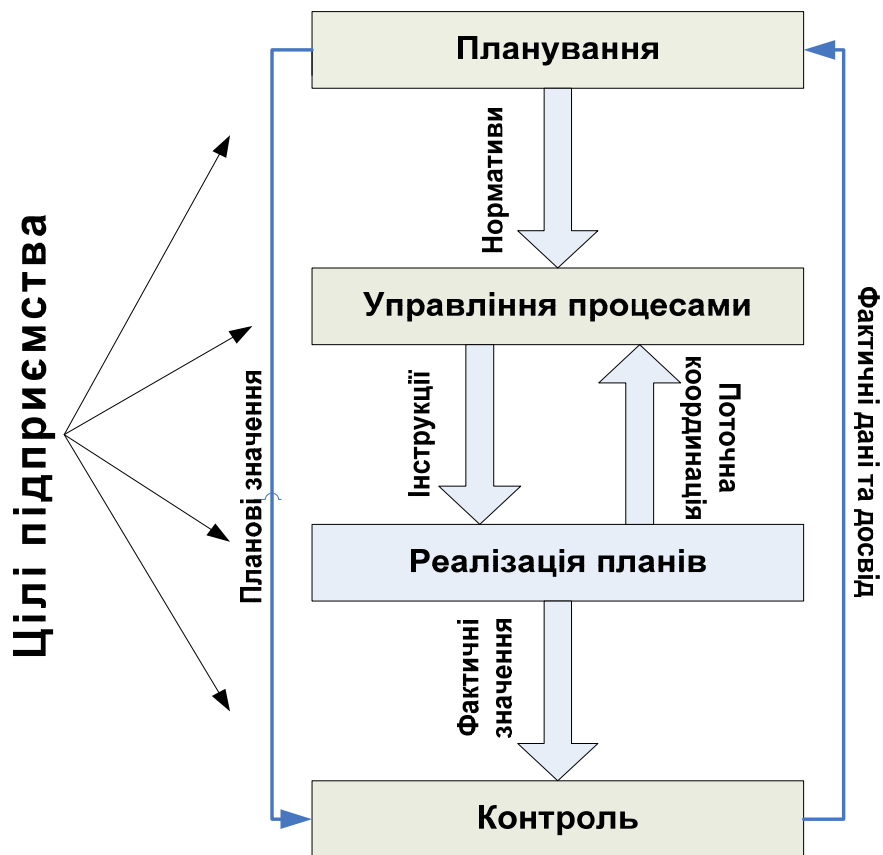 Планування
Нормативи
Управління процесами
Цілі підприємства
Планові значення
Інструкції
Поточна
координація
Фактичні дані та досвід
Реалізація планів
Фактичні
значення
Контроль